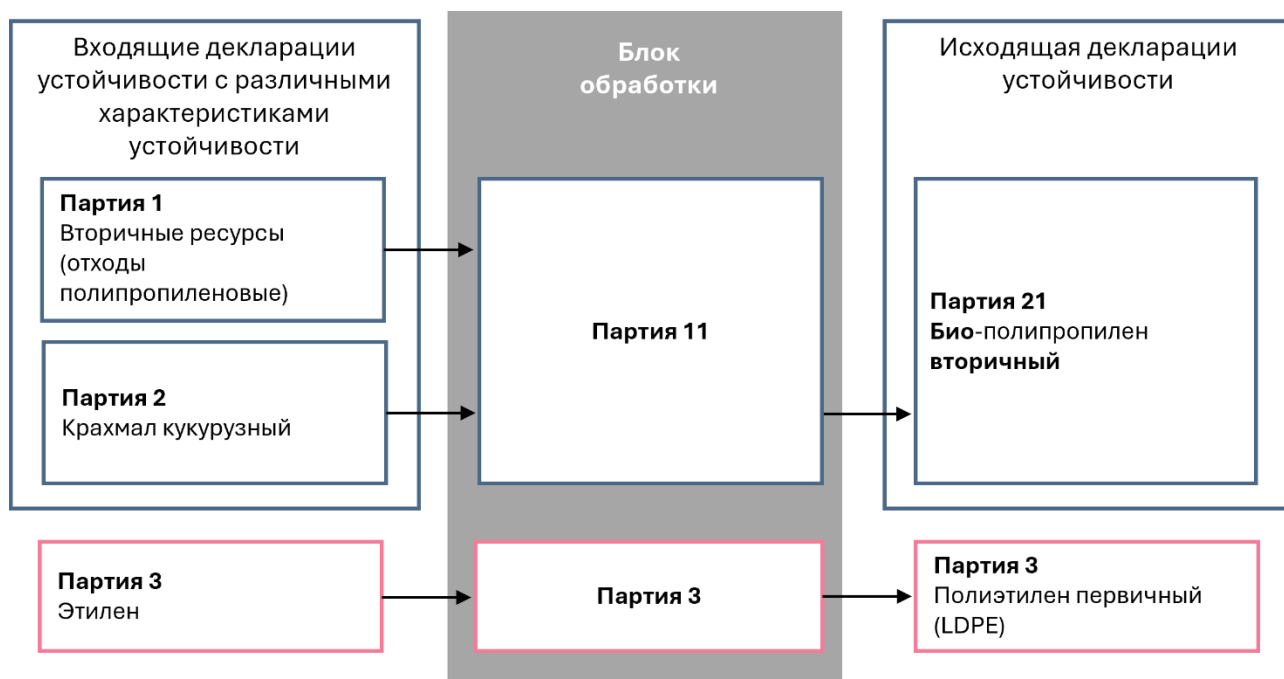 Входящие декларации
устойчивости с различными
характеристиками
устойчивости
Партия 1
Вторичные ресурсы
(отходы
полипропиленовые)
Партия 2
Крахмал кукурузный
Партия 3
Этилен
Блок
обработки
Партия 11
Партия 3
Исходящая декларации
устойчивости
Партия 21
Био-полипропилен
вторичный
Партия 3
Полиэтилен первичный
(LDPE)